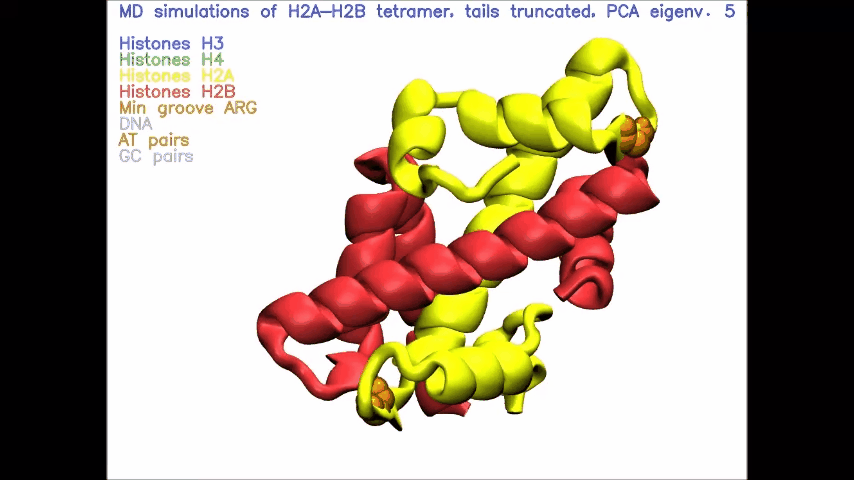 MD simulations of H2A-H2B tetramer, tails truncated, PCA eigenv. 5
Histones H3
Histones H4
Histones H2A
Histones H2B
Min groove ARG
DNA
AT pairs
GC pairs